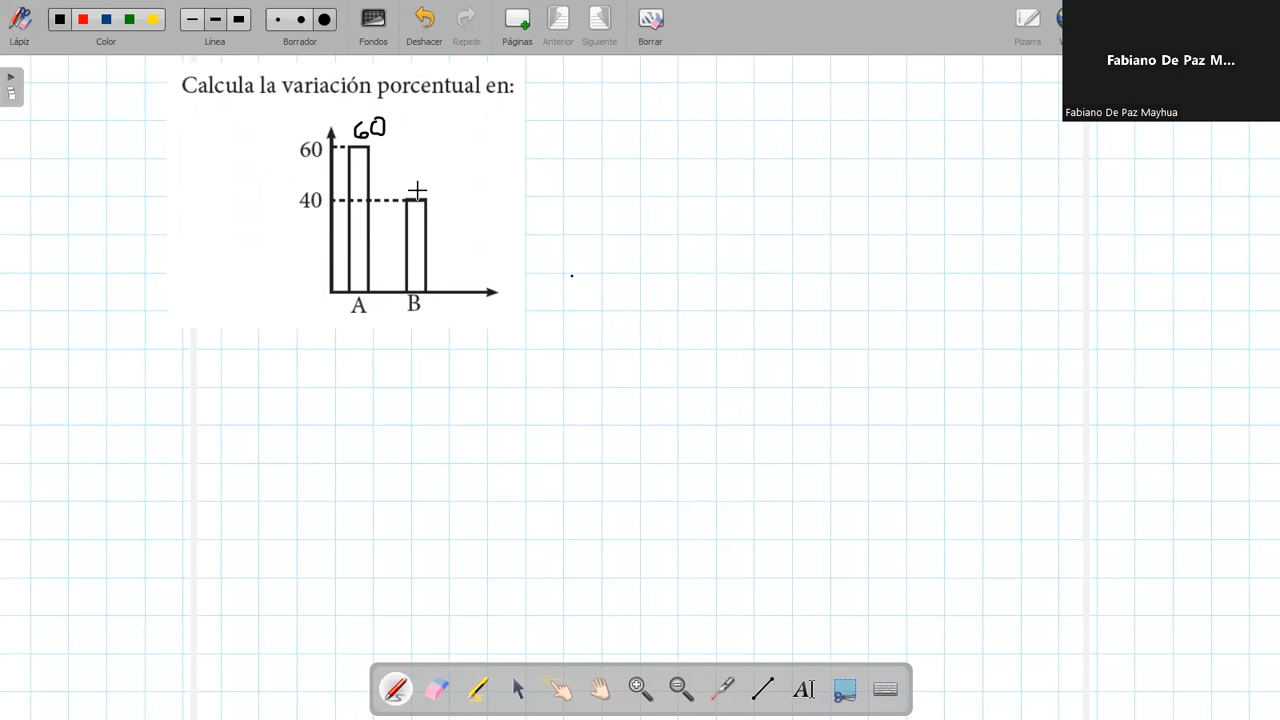 Lápiz
Color
Línea
Borrador
Fondos
Deshacer
Repetir
Páginas
Anterior
Siguiente
Borrar
Pizarra
Fabiano De Paz M...
Fabiano De Paz Mayhua
Calcula la variación porcentual en:
60
60
40
A B
AI